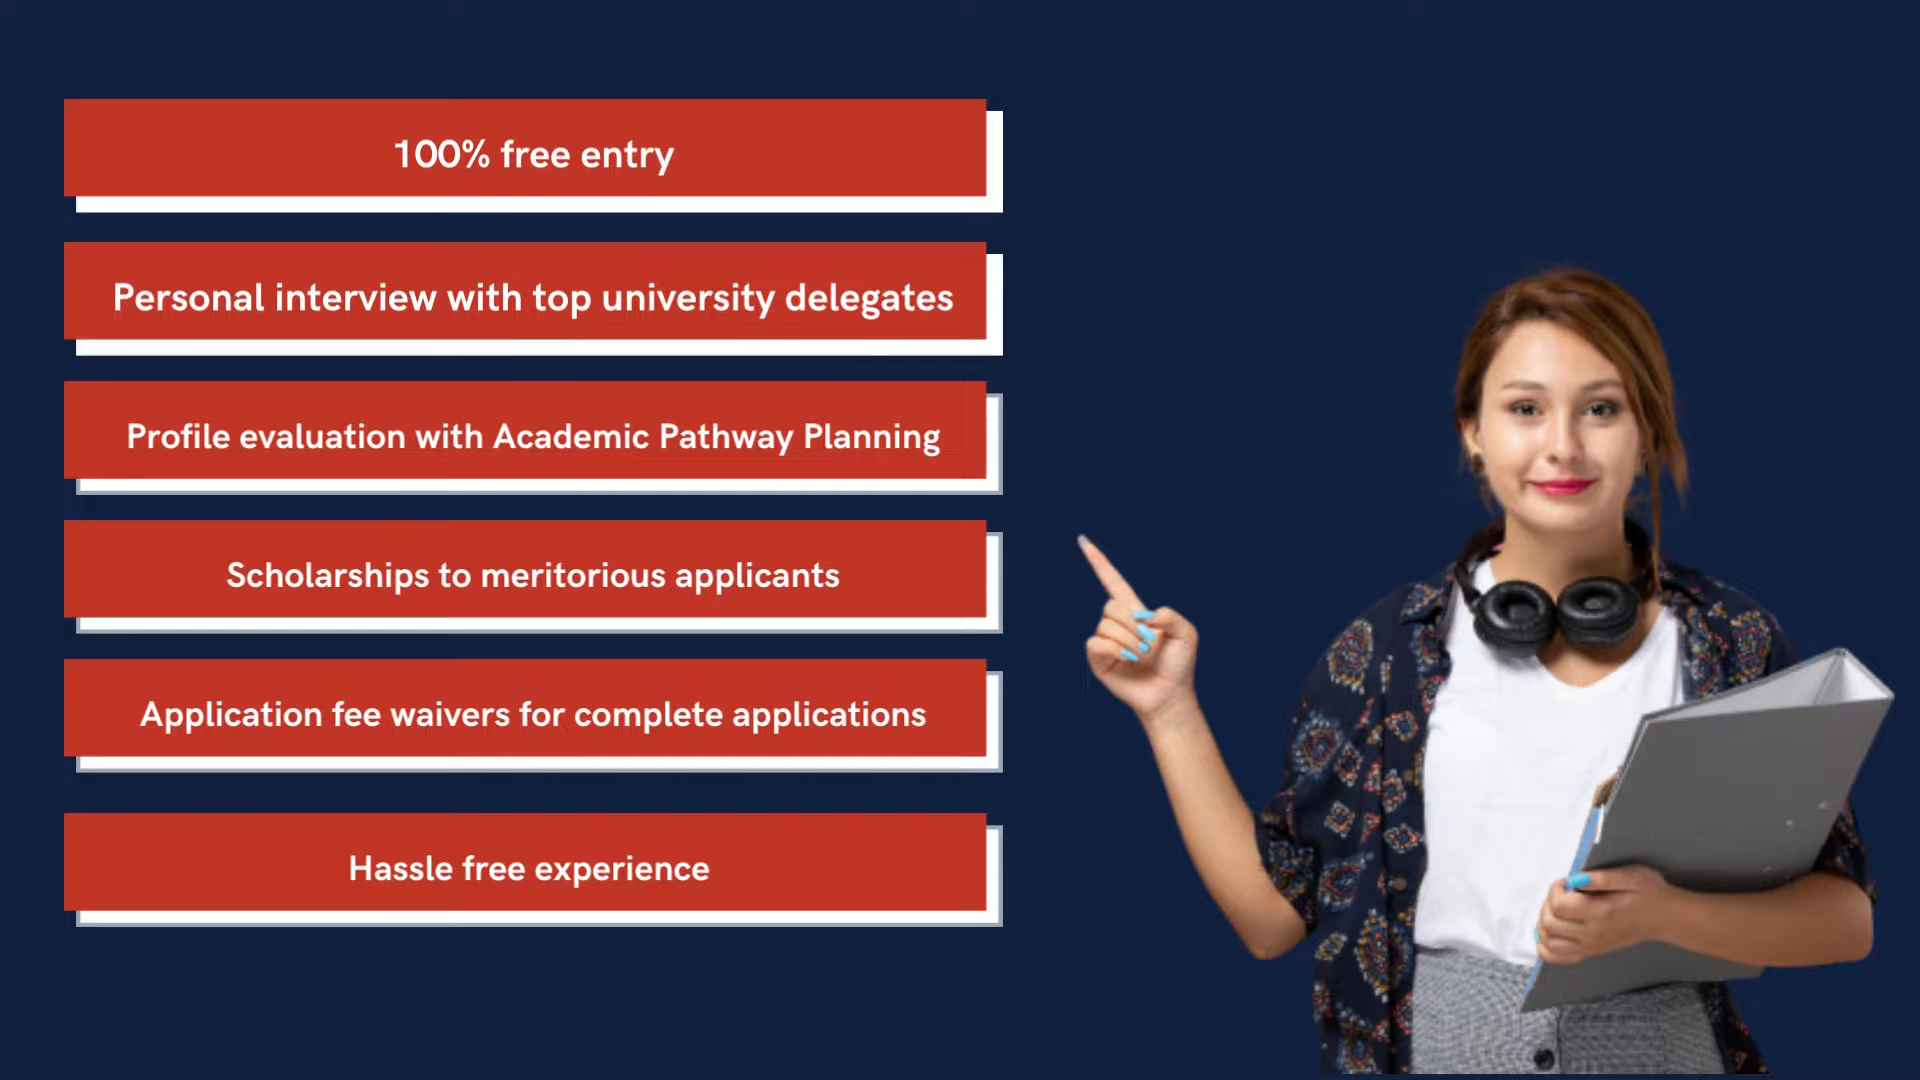 100% free entry
Personal interview with top university delegates
Profile evaluation with Academic Pathway Planning
Scholarships to meritorious applicants
Application fee waivers for complete applications
Hassle free experience